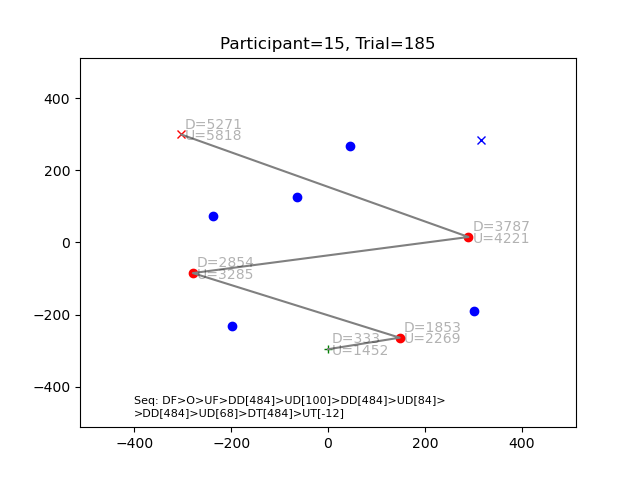 Participant=15, Trial=185
400
200
0
−200
−400
−400
−200
0
200
400
D=5271
U=5818
D=3787
U=4221
D=2854
U=3285
D=1853
U=2269
D=333
U=1452
Seq: DF>O>UF>DD[484]>UD[100]>DD[484]>UD[84]>
>DD[484]>UD[68]>DT[484]>UT[-12]